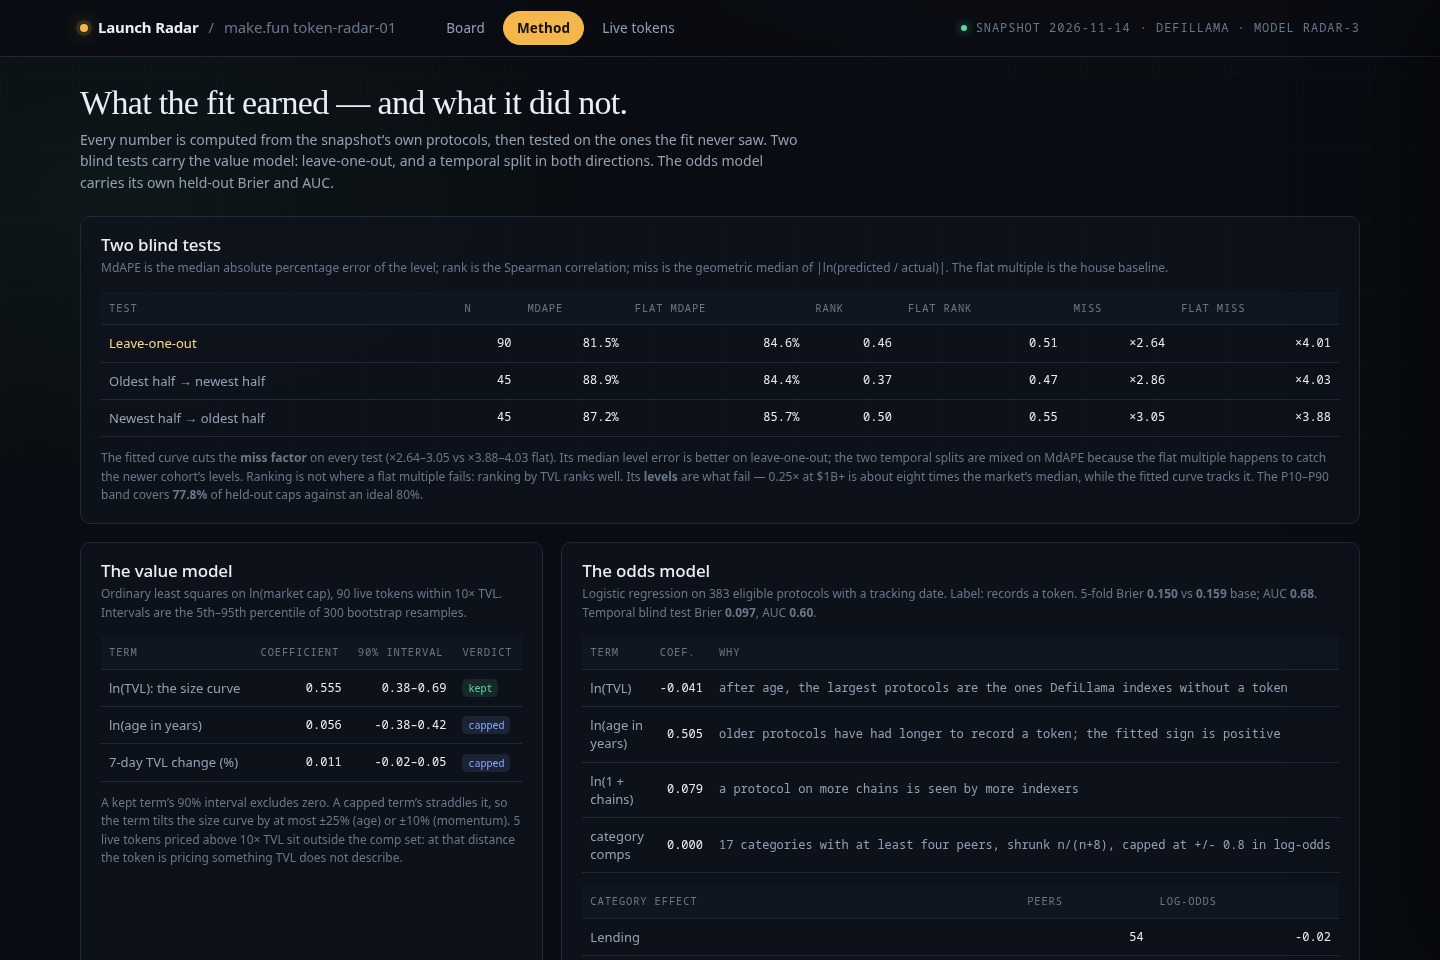 Launch Radar / make.fun token-radar-01 Board Method Live tokens SNAPSHOT 2026-11-14 · DEFILLAMA · MODEL RADAR-3
What the fit earned — and what it did not.
Every number is computed from the snapshot’s own protocols, then tested on the ones the fit never saw. Two
blind tests carry the value model: leave-one-out, and a temporal split in both directions. The odds model
carries its own held-out Brier and AUC.
Two blind tests
MdAPE is the median absolute percentage error of the level; rank is the Spearman correlation; miss is the geometric median of |ln(predicted / actual)|. The flat multiple is the house baseline.
TEST N MDAPE FLAT MDAPE RANK FLAT RANK MISS FLAT MISS
Leave-one-out 90 81.5% 84.6% 0.46 0.51 ×2.64 ×4.01
Oldest half → newest half 45 88.9% 84.4% 0.37 0.47 ×2.86 ×4.03
Newest half → oldest half 45 87.2% 85.7% 0.50 0.55 ×3.05 ×3.88
The fitted curve cuts the miss factor on every test (×2.64–3.05 vs ×3.88–4.03 flat). Its median level error is better on leave-one-out; the two temporal splits are mixed on MdAPE because the flat multiple happens to catch
the newer cohort’s levels. Ranking is not where a flat multiple fails: ranking by TVL ranks well. Its levels are what fail — 0.25× at $1B+ is about eight times the market’s median, while the fitted curve tracks it. The P10–P90
band covers 77.8% of held-out caps against an ideal 80%.
The value model
Ordinary least squares on ln(market cap), 90 live tokens within 10× TVL.
Intervals are the 5th–95th percentile of 300 bootstrap resamples.
TERM COEFFICIENT 90% INTERVAL VERDICT
ln(TVL): the size curve 0.555 0.38–0.69 kept
ln(age in years) 0.056 -0.38–0.42 capped
7-day TVL change (%) 0.011 -0.02–0.05 capped
A kept term’s 90% interval excludes zero. A capped term’s straddles it, so
the term tilts the size curve by at most ±25% (age) or ±10% (momentum). 5
live tokens priced above 10× TVL sit outside the comp set: at that distance
the token is pricing something TVL does not describe.
The odds model
Logistic regression on 383 eligible protocols with a tracking date. Label: records a token. 5-fold Brier 0.150 vs 0.159 base; AUC 0.68.
Temporal blind test Brier 0.097, AUC 0.60.
TERM COEF. WHY
ln(TVL) -0.041 after age, the largest protocols are the ones DefiLlama indexes without a token
ln(age in
years) 0.505 older protocols have had longer to record a token; the fitted sign is positive
ln(1 +
chains) 0.079 a protocol on more chains is seen by more indexers
category
comps 0.000 17 categories with at least four peers, shrunk n/(n+8), capped at +/- 0.8 in log-odds
CATEGORY EFFECT PEERS LOG-ODDS
Lending 54 -0.02